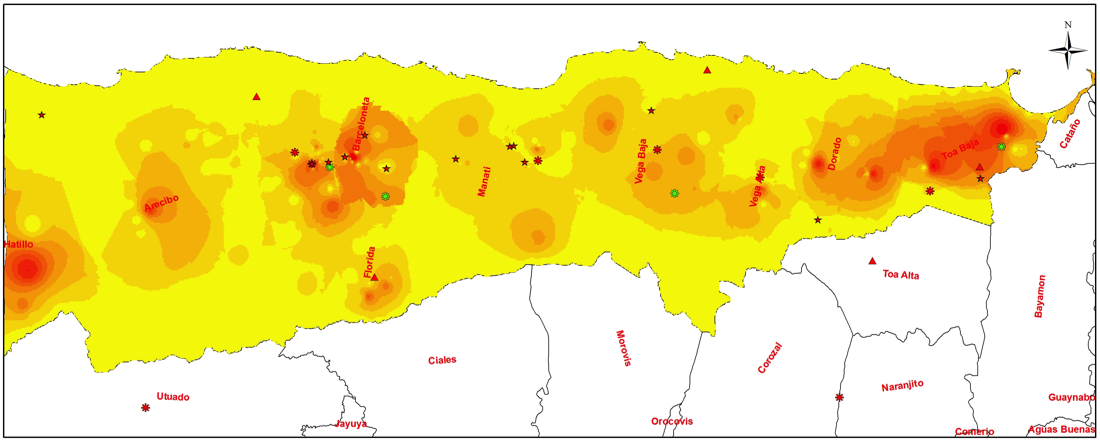 N
Barceloneta
Cataño
Toa Baja
Dorado
Vega Baja
Manati
Vega Alta
Arecibo
Hatillo
Florida
Toa Alta
Bayamon
Morovis
Corozal
Ciales
Naranjito
Utuado
Guaynabo
Jayuya
Orocovis
Comerio
Aguas Buenas